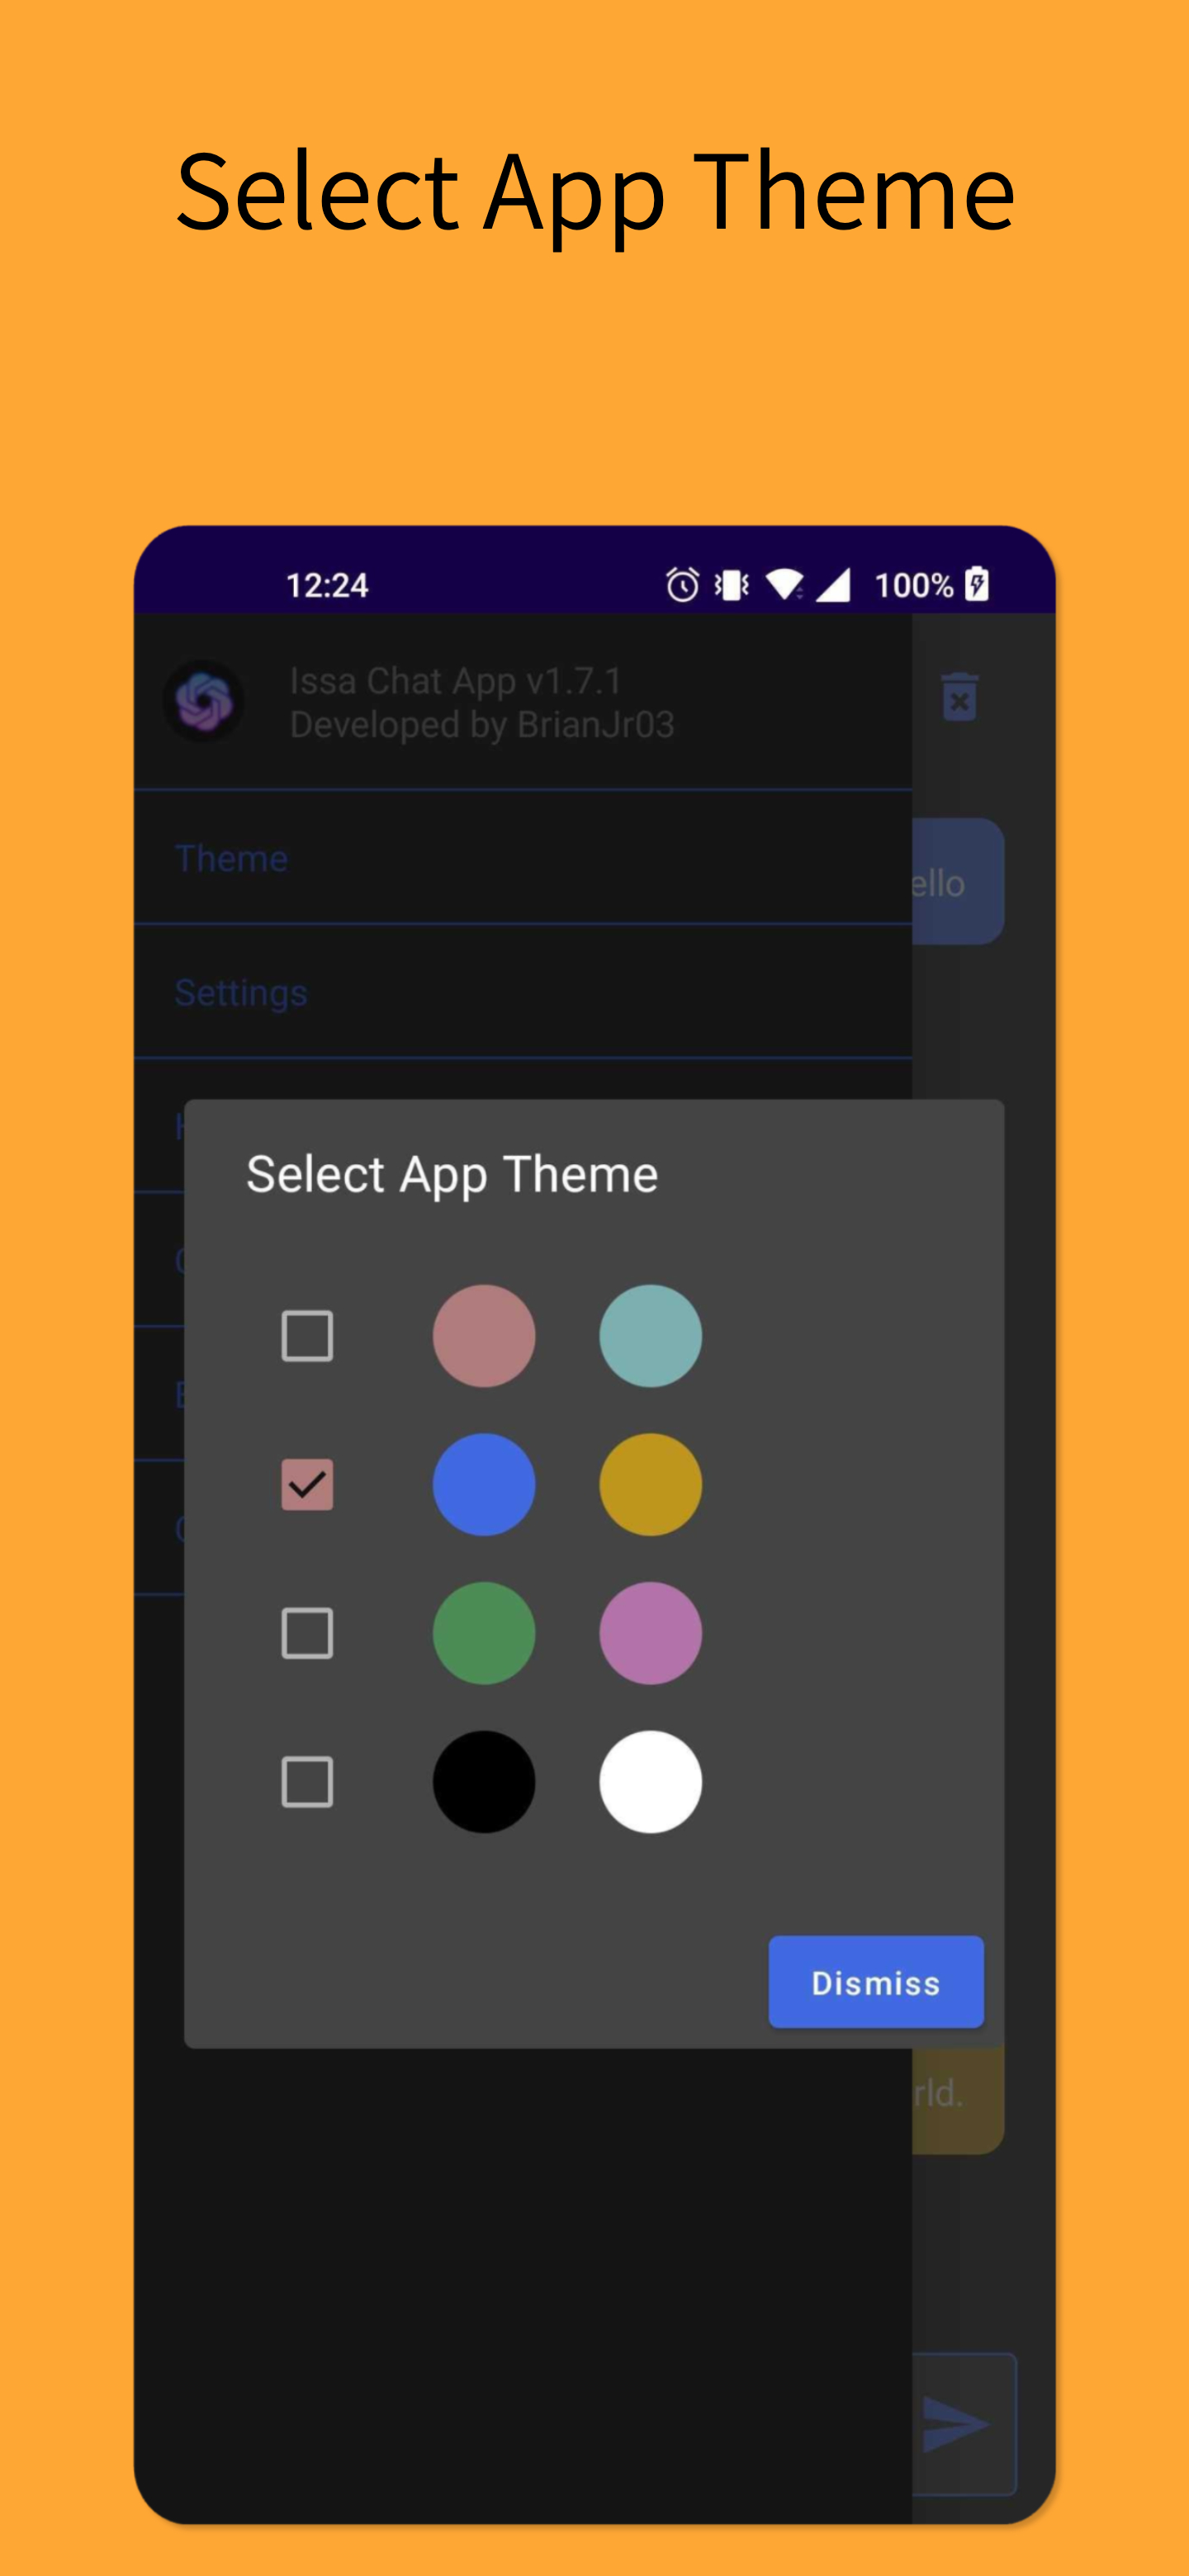 Select App Theme
12:24
100%
Issa Chat App v1.7.1
Developed by BrianJr03
ello
Theme
Settings
Select App Theme
Dismiss
rld.